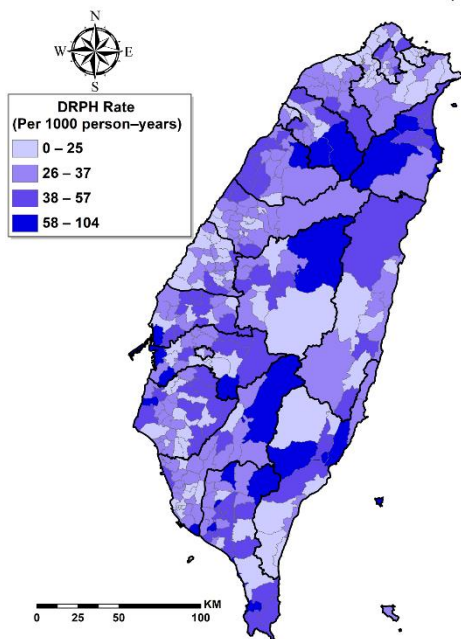 N
W E
S
DRPH Rate
(Per 1000 person–years)
0 – 25
26 – 37
38 – 57
58 – 104
KM
0 25 50 100